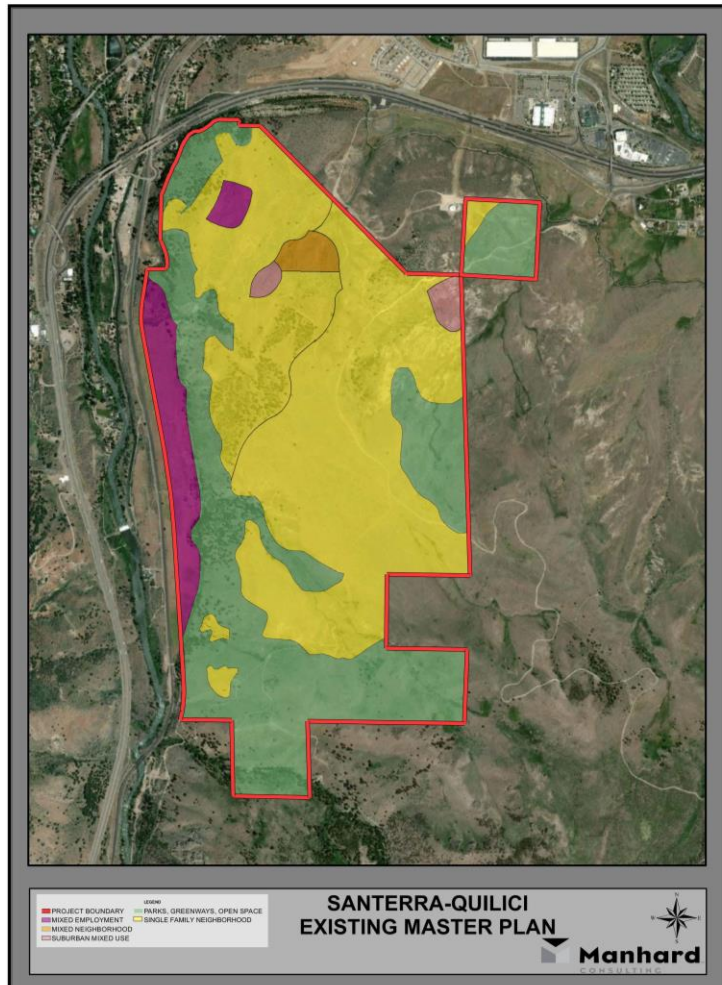 LEGEND
PROJECT BOUNDARY
MIXED EMPLOYMENT
MIXED NEIGHBORHOOD
SUBURBAN MIXED USE
PARKS, GREENWAYS, OPEN SPACE
SINGLE FAMILY NEIGHBORHOOD
SANTERRA-QUILICI
EXISTING MASTER PLAN
N
W
E
S
Manhard
CONSULTING